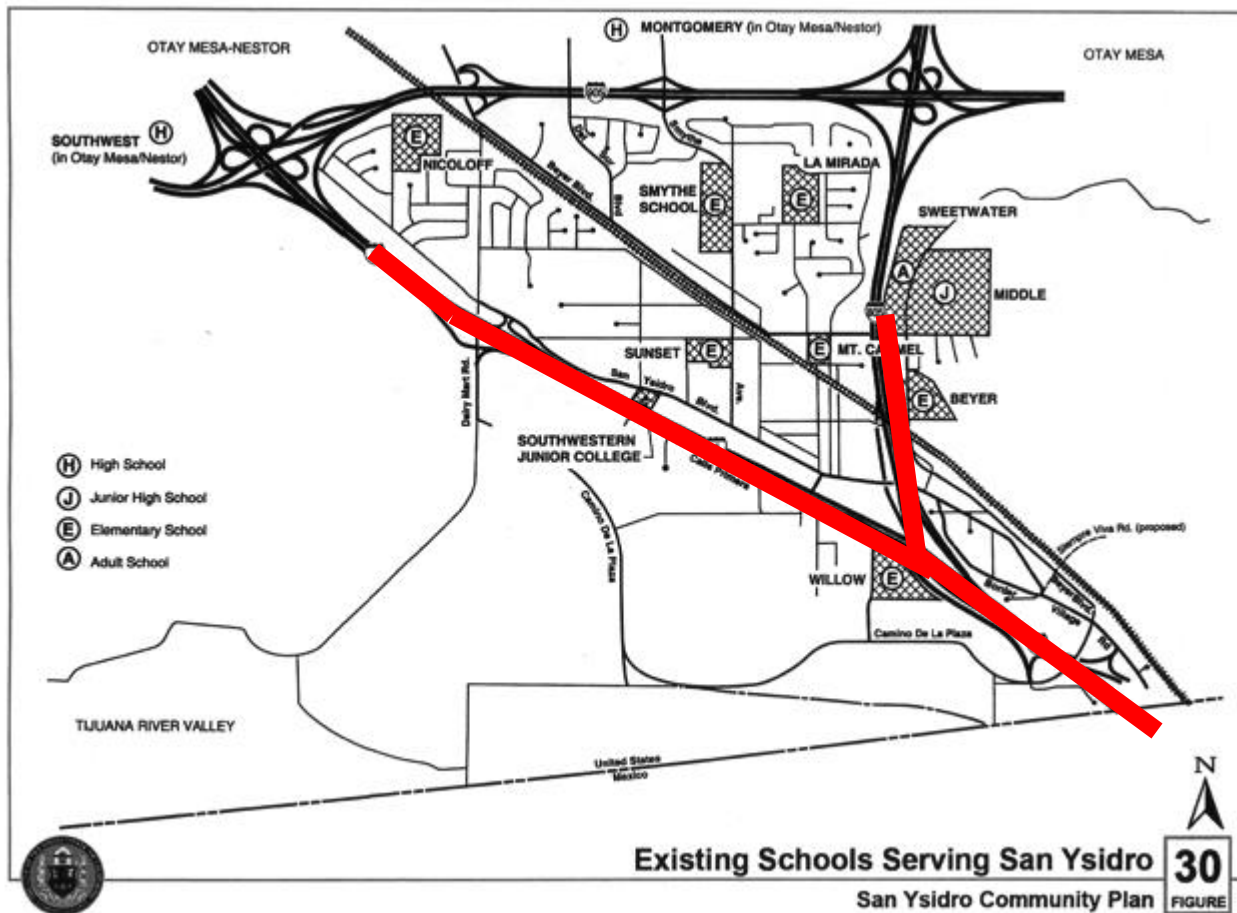 MONTGOMERY (in Otay Mesa/Nestor)
H
OTAY MESA-NESTOR
OTAY MESA
905
SOUTHWEST H
(in Otay Mesa/Nestor)
E
NICOLOFF
Beyer Blvd.
Del Sur Blvd
Smythe
Ave.
SMYTHE
SCHOOL
E
LA MIRADA
E
SWEETWATER
A
J
MIDDLE
805
SUNSET
E
E
MT. CARMEL
E
BEYER
Dairy Mart Rd.
San Ysidro Blvd.
SOUTHWESTERN
JUNIOR COLLEGE
Calle Primera
Camino De La Plaza
H High School
J Junior High School
E Elementary School
A Adult School
Siempre Viva Rd. (proposed)
WILLOW
E
Border Village Rd
Beyer Blvd.
Camino De La Plaza
TIJUANA RIVER VALLEY
United States
Mexico
N
Existing Schools Serving San Ysidro
San Ysidro Community Plan
30
FIGURE